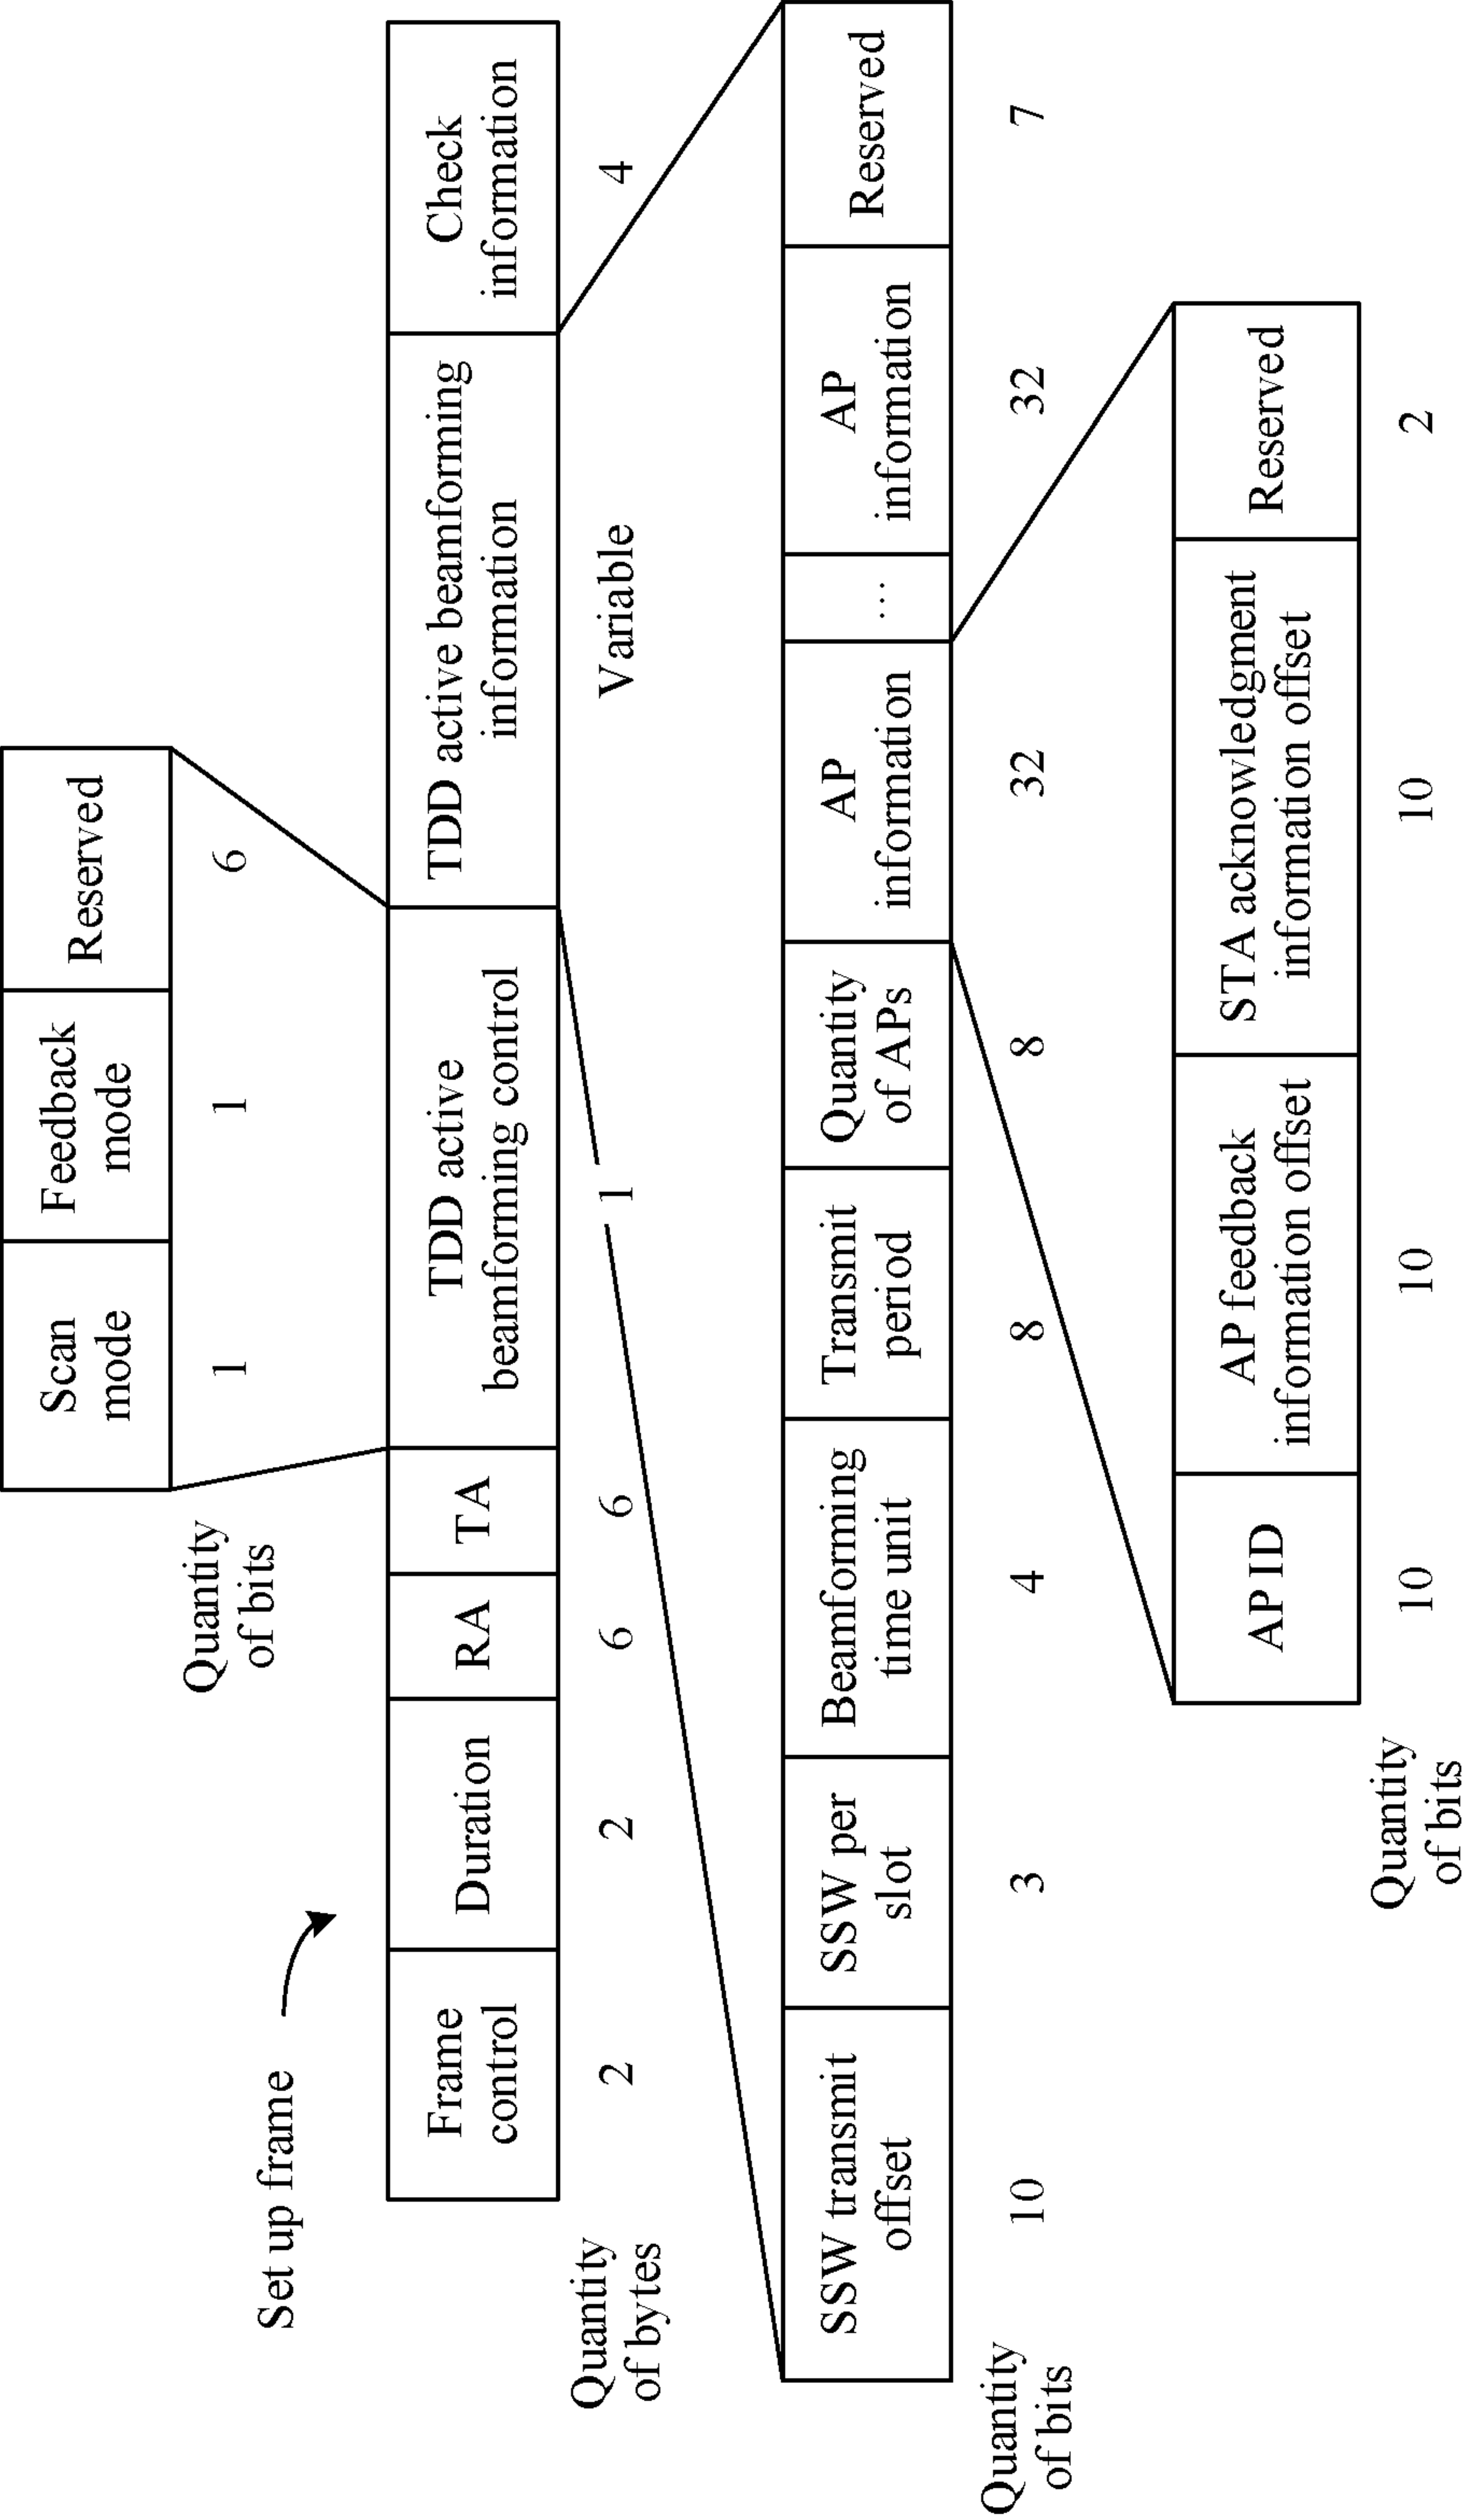 Scan
mode
Feedback
mode
Reserved
Quantity
of bits
1
1
6
Set up frame
Frame
control
Duration
RA
TA
TDD active
beamforming control
TDD active beamforming
information
Check
information
Quantity
of bytes
2
2
6
6
1
Variable
4
SSW transmit
offset
SSW per
slot
Beamforming
time unit
Transmit
period
Quantity
of APs
AP
information
...
AP
information
Reserved
Quantity
of bits
10
3
4
8
8
32
32
7
AP ID
AP feedback
information offset
STA acknowledgment
information offset
Reserved
Quantity
of bits
10
10
10
2